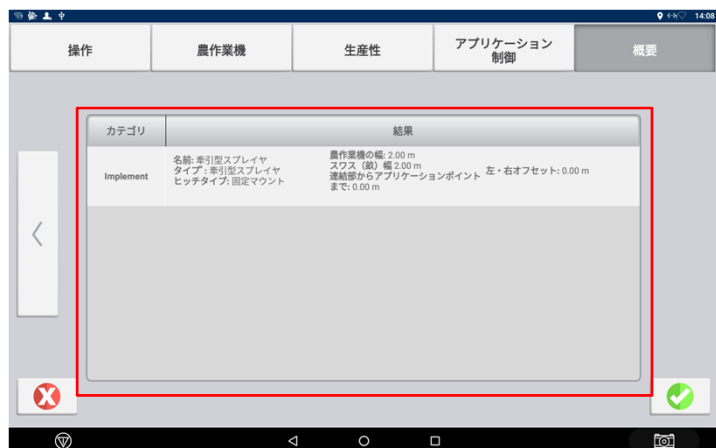 14:08
操作
農作業機
生産性
アプリケーション
制御
概要
カテゴリ
結果
Implement
名前: 牽引型スプレイヤ
タイプ: 牽引型スプレイヤ
ヒッチタイプ: 固定マウント
農作業機の幅: 2.00 m
スワス（畝）幅 2.00 m
連結部からアプリケーションポイント
まで: 0.00 m
左・右オフセット: 0.00 m